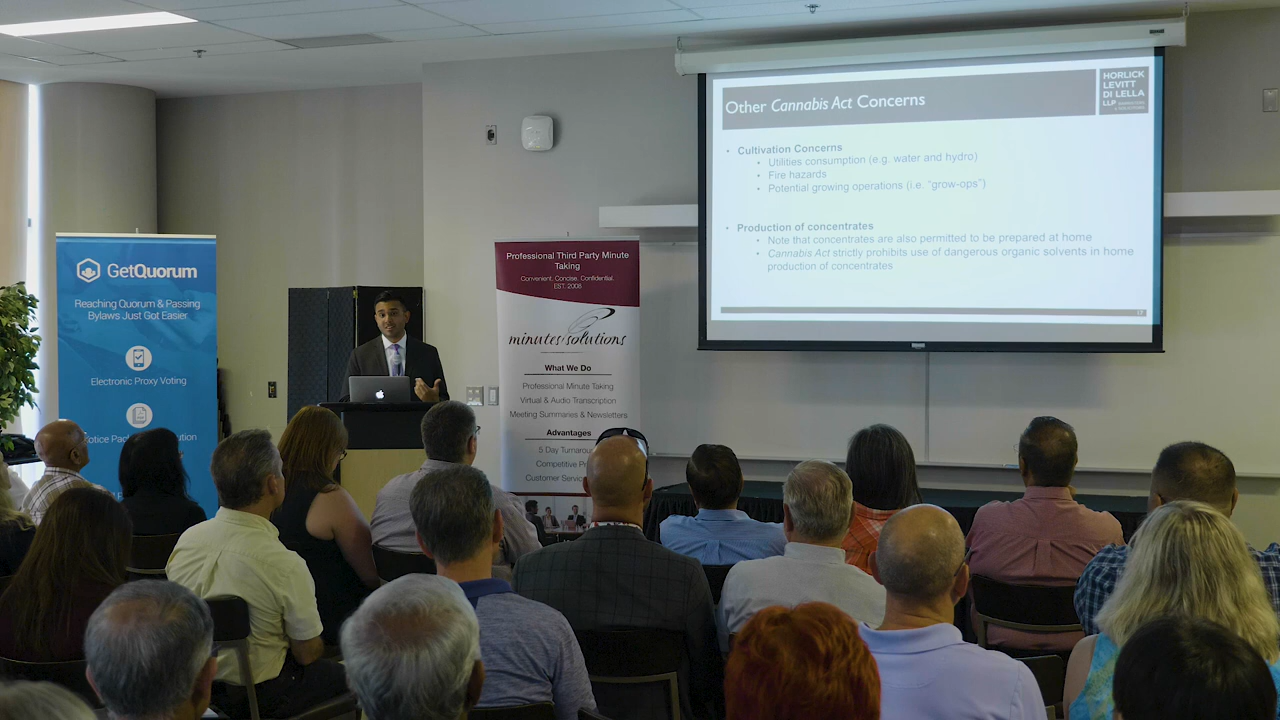 GetQuorum
Reaching Quorum & Passing
Bylaws Just Got Easier
Electronic Proxy Voting
Professional Third Party Minute
Taking
Convenient. Concise. Confidential.
EST. 2008
minutes solutions
What We Do
Professional Minute Taking
Virtual & Audio Transcription
Meeting Summaries & Newsletters
Advantages
5 Day
Competitive
Customer
Other Cannabis Act Concerns
HORLICK
LEVITT
DI LELLA
LLP
• Cultivation Concerns
• Utilities consumption (e.g. water and hydro)
• Fire hazards
• Potential growing operations (i.e. “grow-ops”)
• Production of concentrates
• Note that concentrates are also permitted to be prepared at home
• Cannabis Act strictly prohibits use of dangerous organic solvents in home
production of concentrates